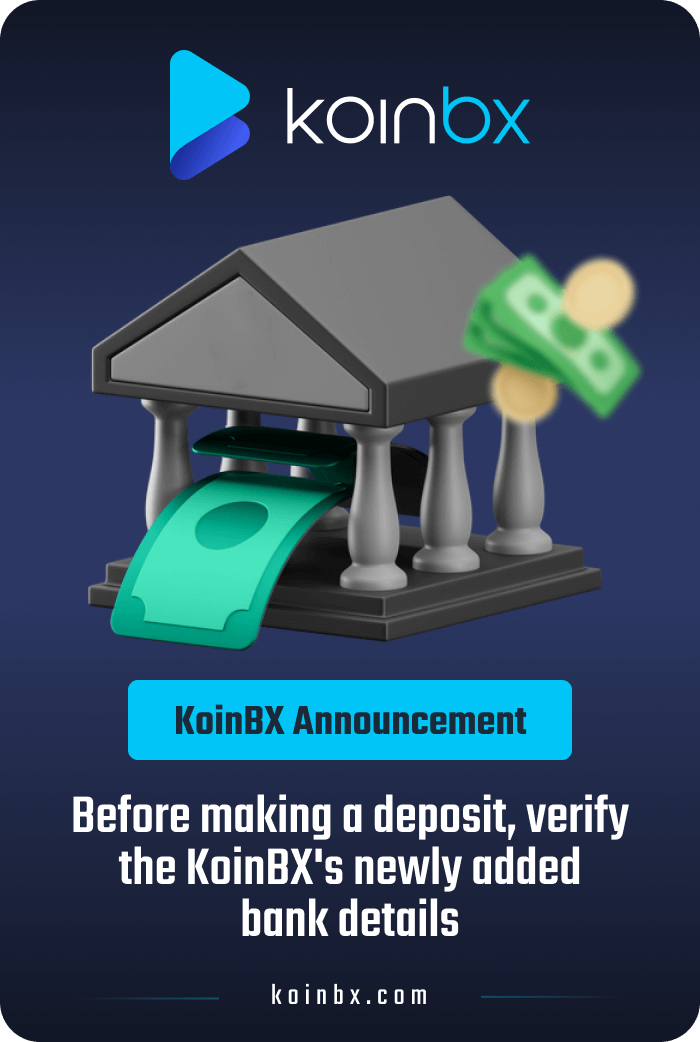 koinbx
KoinBX Announcement
Before making a deposit, verify
the KoinBX's newly added
bank details
koinbx.com